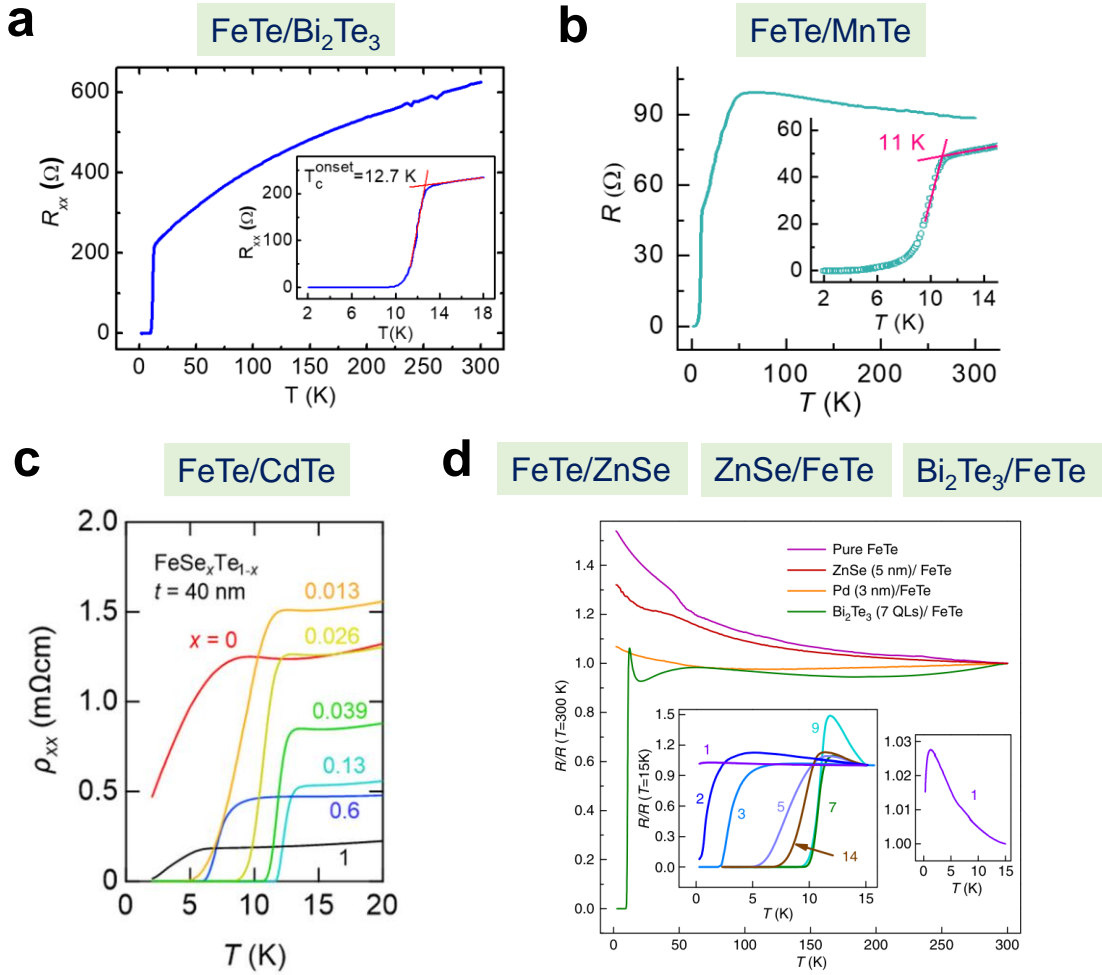 a
FeTe/Bi₂Te₃
600
400
200
0
Rxx (Ω)
0 50 100 150 200 250 300
T (K)
Tc^onset=12.7 K
200
100
0
Rxx (Ω)
2 6 10 14 18
T(K)
b
FeTe/MnTe
90
60
30
0
R (Ω)
0 100 200 300
T (K)
11 K
60
40
20
0
2 6 10 14
T (K)
c
FeTe/CdTe
2.0
1.5
1.0
0.5
0
ρxx (mΩcm)
FeSexTe1-x
t = 40 nm
0.013
x = 0
0.026
0.039
0.13
0.6
1
0 5 10 15 20
T (K)
d
FeTe/ZnSe ZnSe/FeTe Bi₂Te₃/FeTe
1.4
1.2
1.0
0.8
0.6
0.4
0.2
0.0
R/R (T=300 K)
Pure FeTe
ZnSe (5 nm)/ FeTe
Pd (3 nm)/FeTe
Bi₂Te₃ (7 QLs)/ FeTe
1.5
1.2
0.9
0.6
0.3
0.0
R/R (T=15K)
1
9
2
3
5
7
14
0 5 10 15
T (K)
1.03
1.02
1.01
1.00
1
0 5 10 15
T (K)
0 50 100 150 200 250 300
T (K)